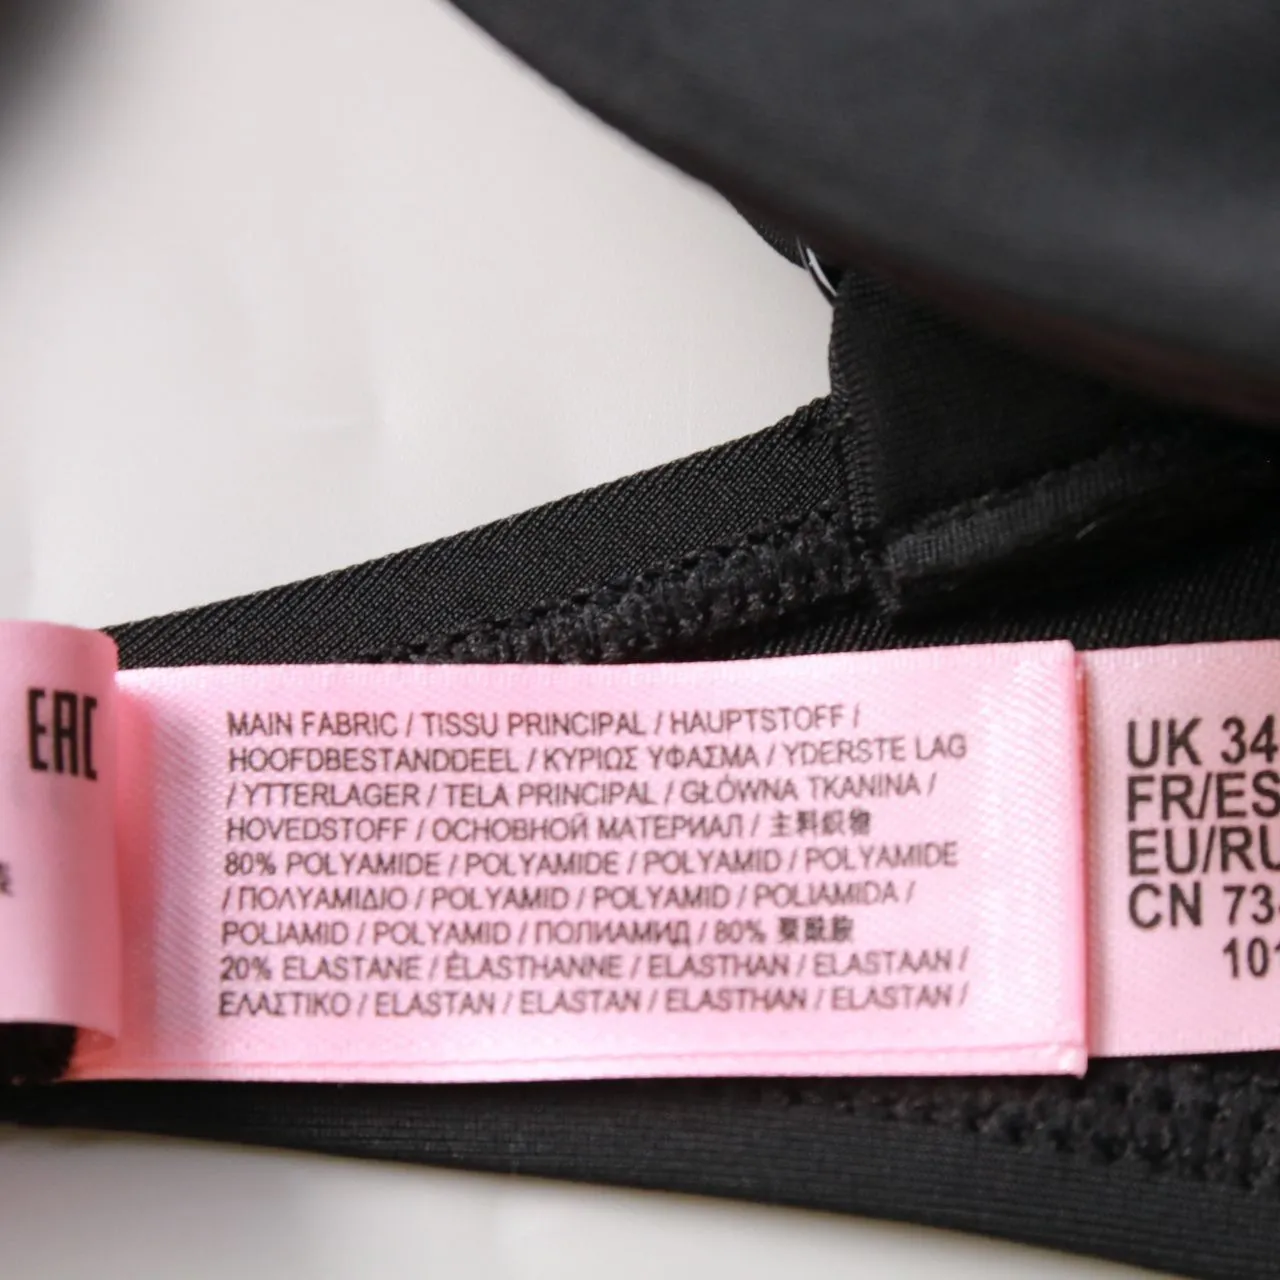 EAC
MAIN FABRIC / TISSU PRINCIPAL / HAUPTSTOFF /
HOOFDBESTANDDEEL / ΚΥΡΙΩΣ ΥΦΑΣΜΑ / YDERSTE LAG
/ YTTERLAGER / TELA PRINCIPAL / GŁÓWNA TKANINA /
HOVEDSTOFF / ОСНОВНОЙ МАТЕРИАЛ / 主料织物
80% POLYAMIDE / POLYAMIDE / POLYAMID / POLYAMIDE
/ ΠΟΛΥΑΜΙΔΙΟ / POLYAMID / POLYAMID / POLIAMIDA /
POLIAMID / POLYAMID / ПОЛИАМИД / 80% 聚酰胺
20% ELASTANE / ÉLASTHANNE / ELASTHAN / ELASTAAN /
ΕΛΑΣΤΙΚΟ / ELASTAN / ELASTAN / ELASTHAN / ELASTAN /
UK 34
FR/ES
EU/RU
CN 73
101